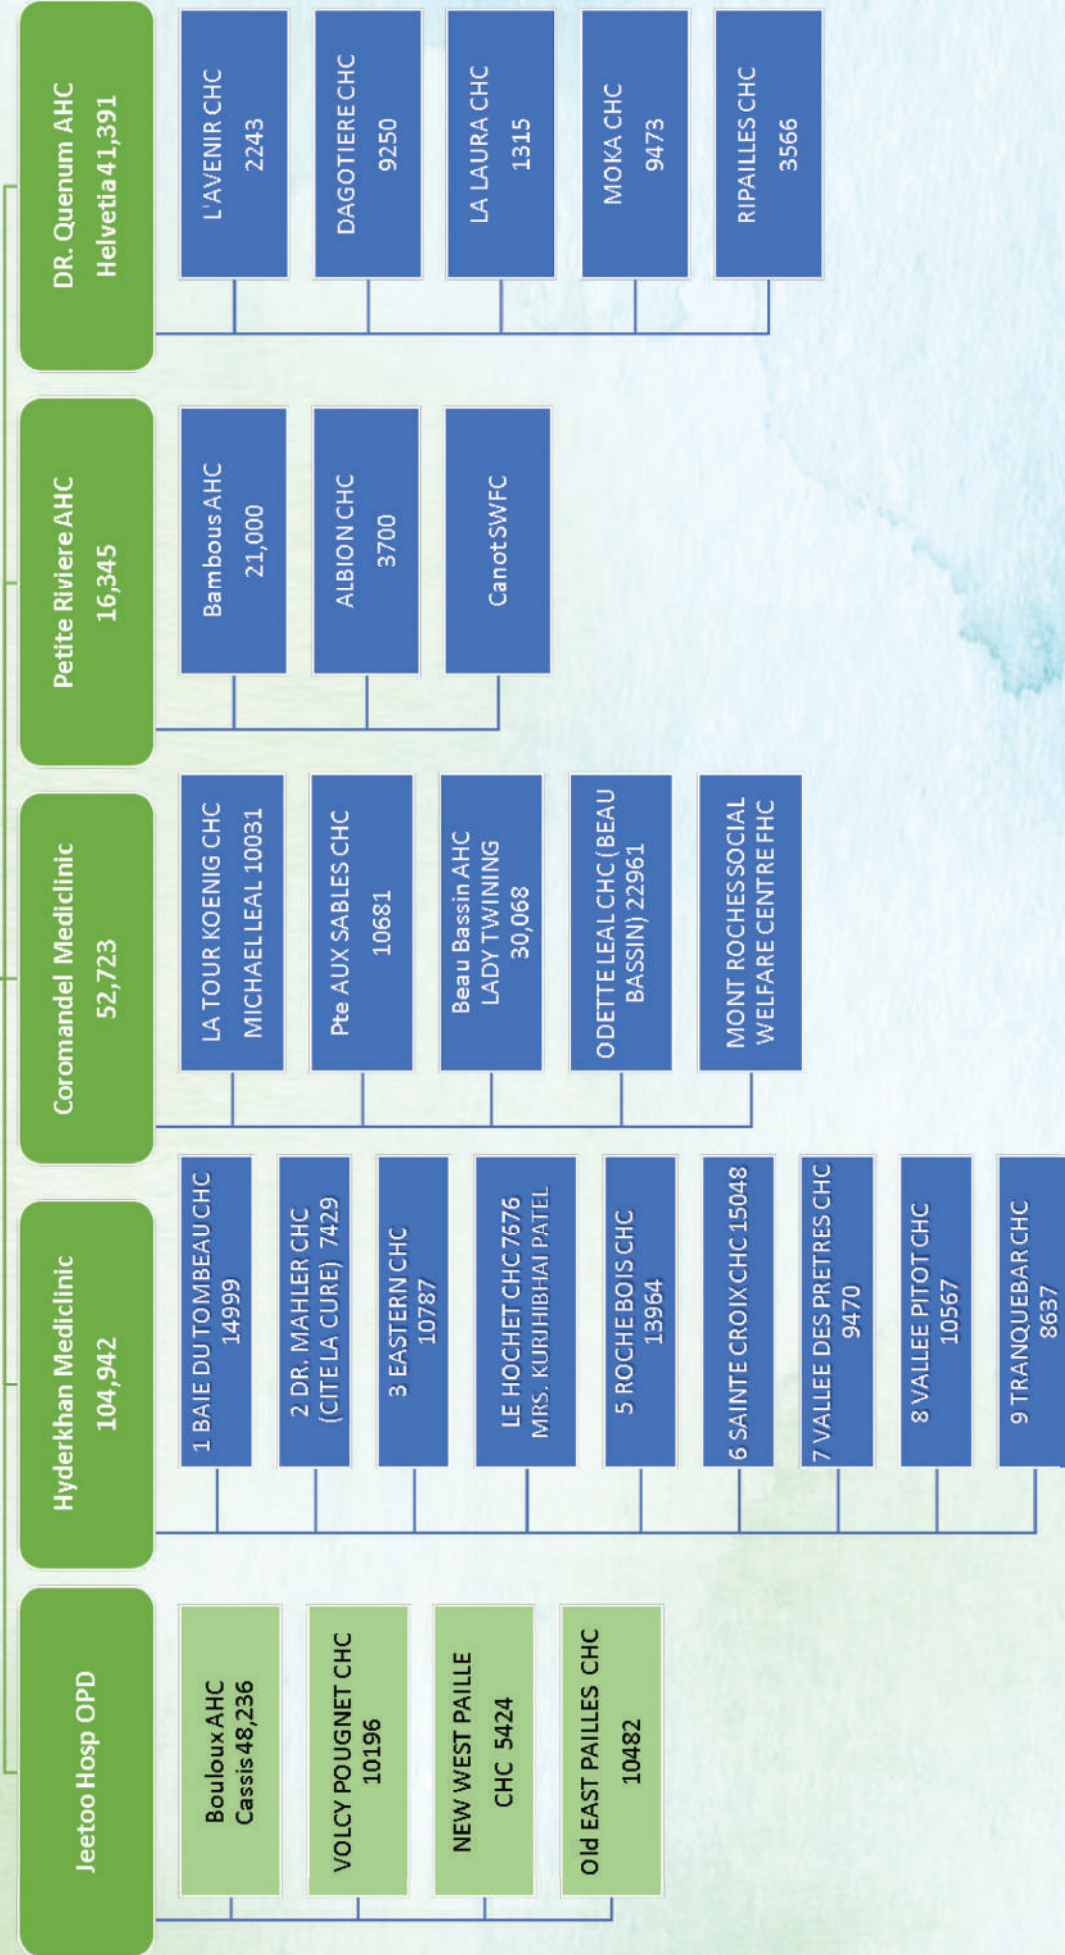 Jeetoo Hosp OPD
Bouloux AHC
Cassis 48,236
VOLCY POUGNET CHC
10196
NEW WEST PAILLE
CHC 5424
Old EAST PAILLES CHC
10482
Hyderkhan Mediclinic
104,942
1 BAIE DU TOMBEAU CHC
14999
2 DR. MAHLER CHC
(CITE LA CURE) 7429
3 EASTERN CHC
10787
LE HOCHET CHC 7676
MRS. KURJHIBHAI PATEL
5 ROCHE BOIS CHC
13964
6 SAINTE CROIX CHC 15048
7 VALLEE DES PRETRES CHC
9470
8 VALLEE PITOT CHC
10567
9 TRANQUEBAR CHC
8637
Coromandel Mediclinic
52,723
LA TOUR KOENIG CHC
MICHAEL LEAL 10031
Pte AUX SABLES CHC
10681
Beau Bassin AHC
LADY TWINING
30,068
ODETTE LEAL CHC (BEAU
BASSIN) 22961
MONT ROCHES SOCIAL
WELFARE CENTRE FHC
Petite Riviere AHC
16,345
Bambous AHC
21,000
ALBION CHC
3700
Canot SWFC
DR. Quenum AHC
Helvetia 41,391
L'AVENIR CHC
2243
DAGOTIERE CHC
9250
LA LAURA CHC
1315
MOKA CHC
9473
RIPAILLES CHC
3566